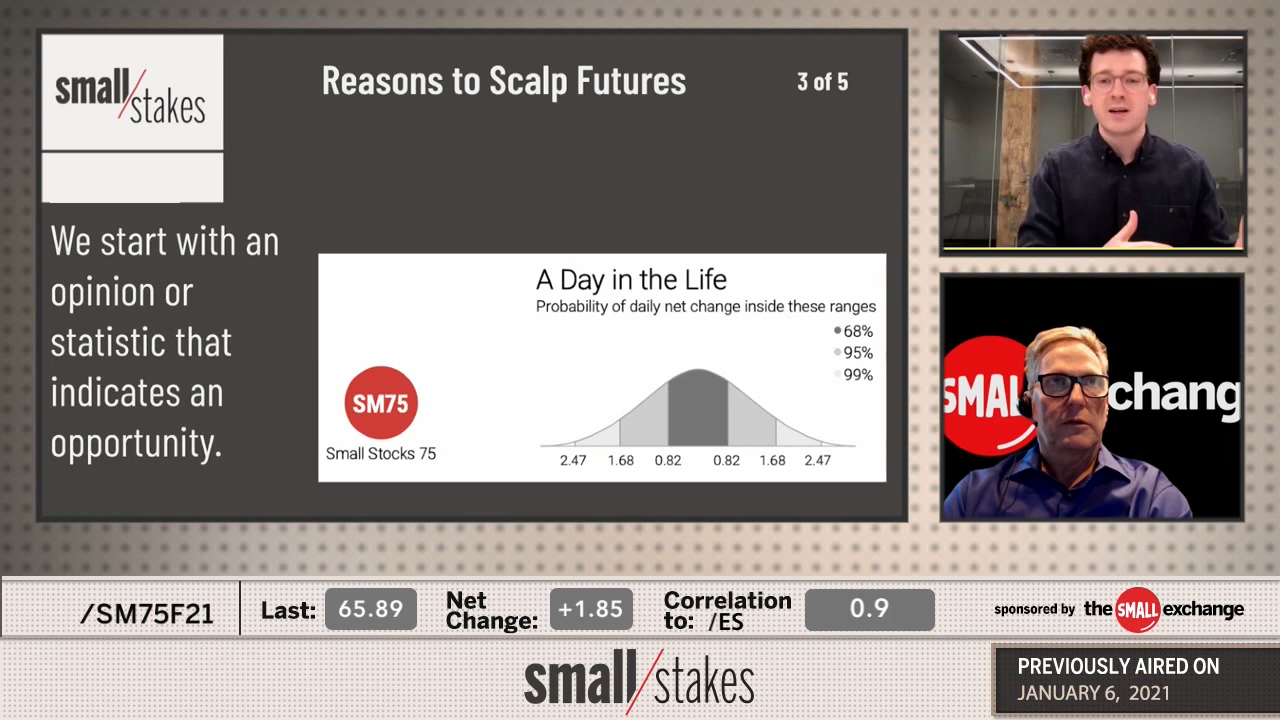 small/stakes
Reasons to Scalp Futures
3 of 5
We start with an
opinion or
statistic that
indicates an
opportunity.
A Day in the Life
Probability of daily net change inside these ranges
68%
95%
99%
SM75
Small Stocks 75
2.47 1.68 0.82 0.82 1.68 2.47
SMAL
chang
/SM75F21
Last: 65.89
Net
Change: +1.85
Correlation
to: /ES 0.9
sponsored by the SMALL exchange
small/stakes
PREVIOUSLY AIRED ON
JANUARY 6, 2021